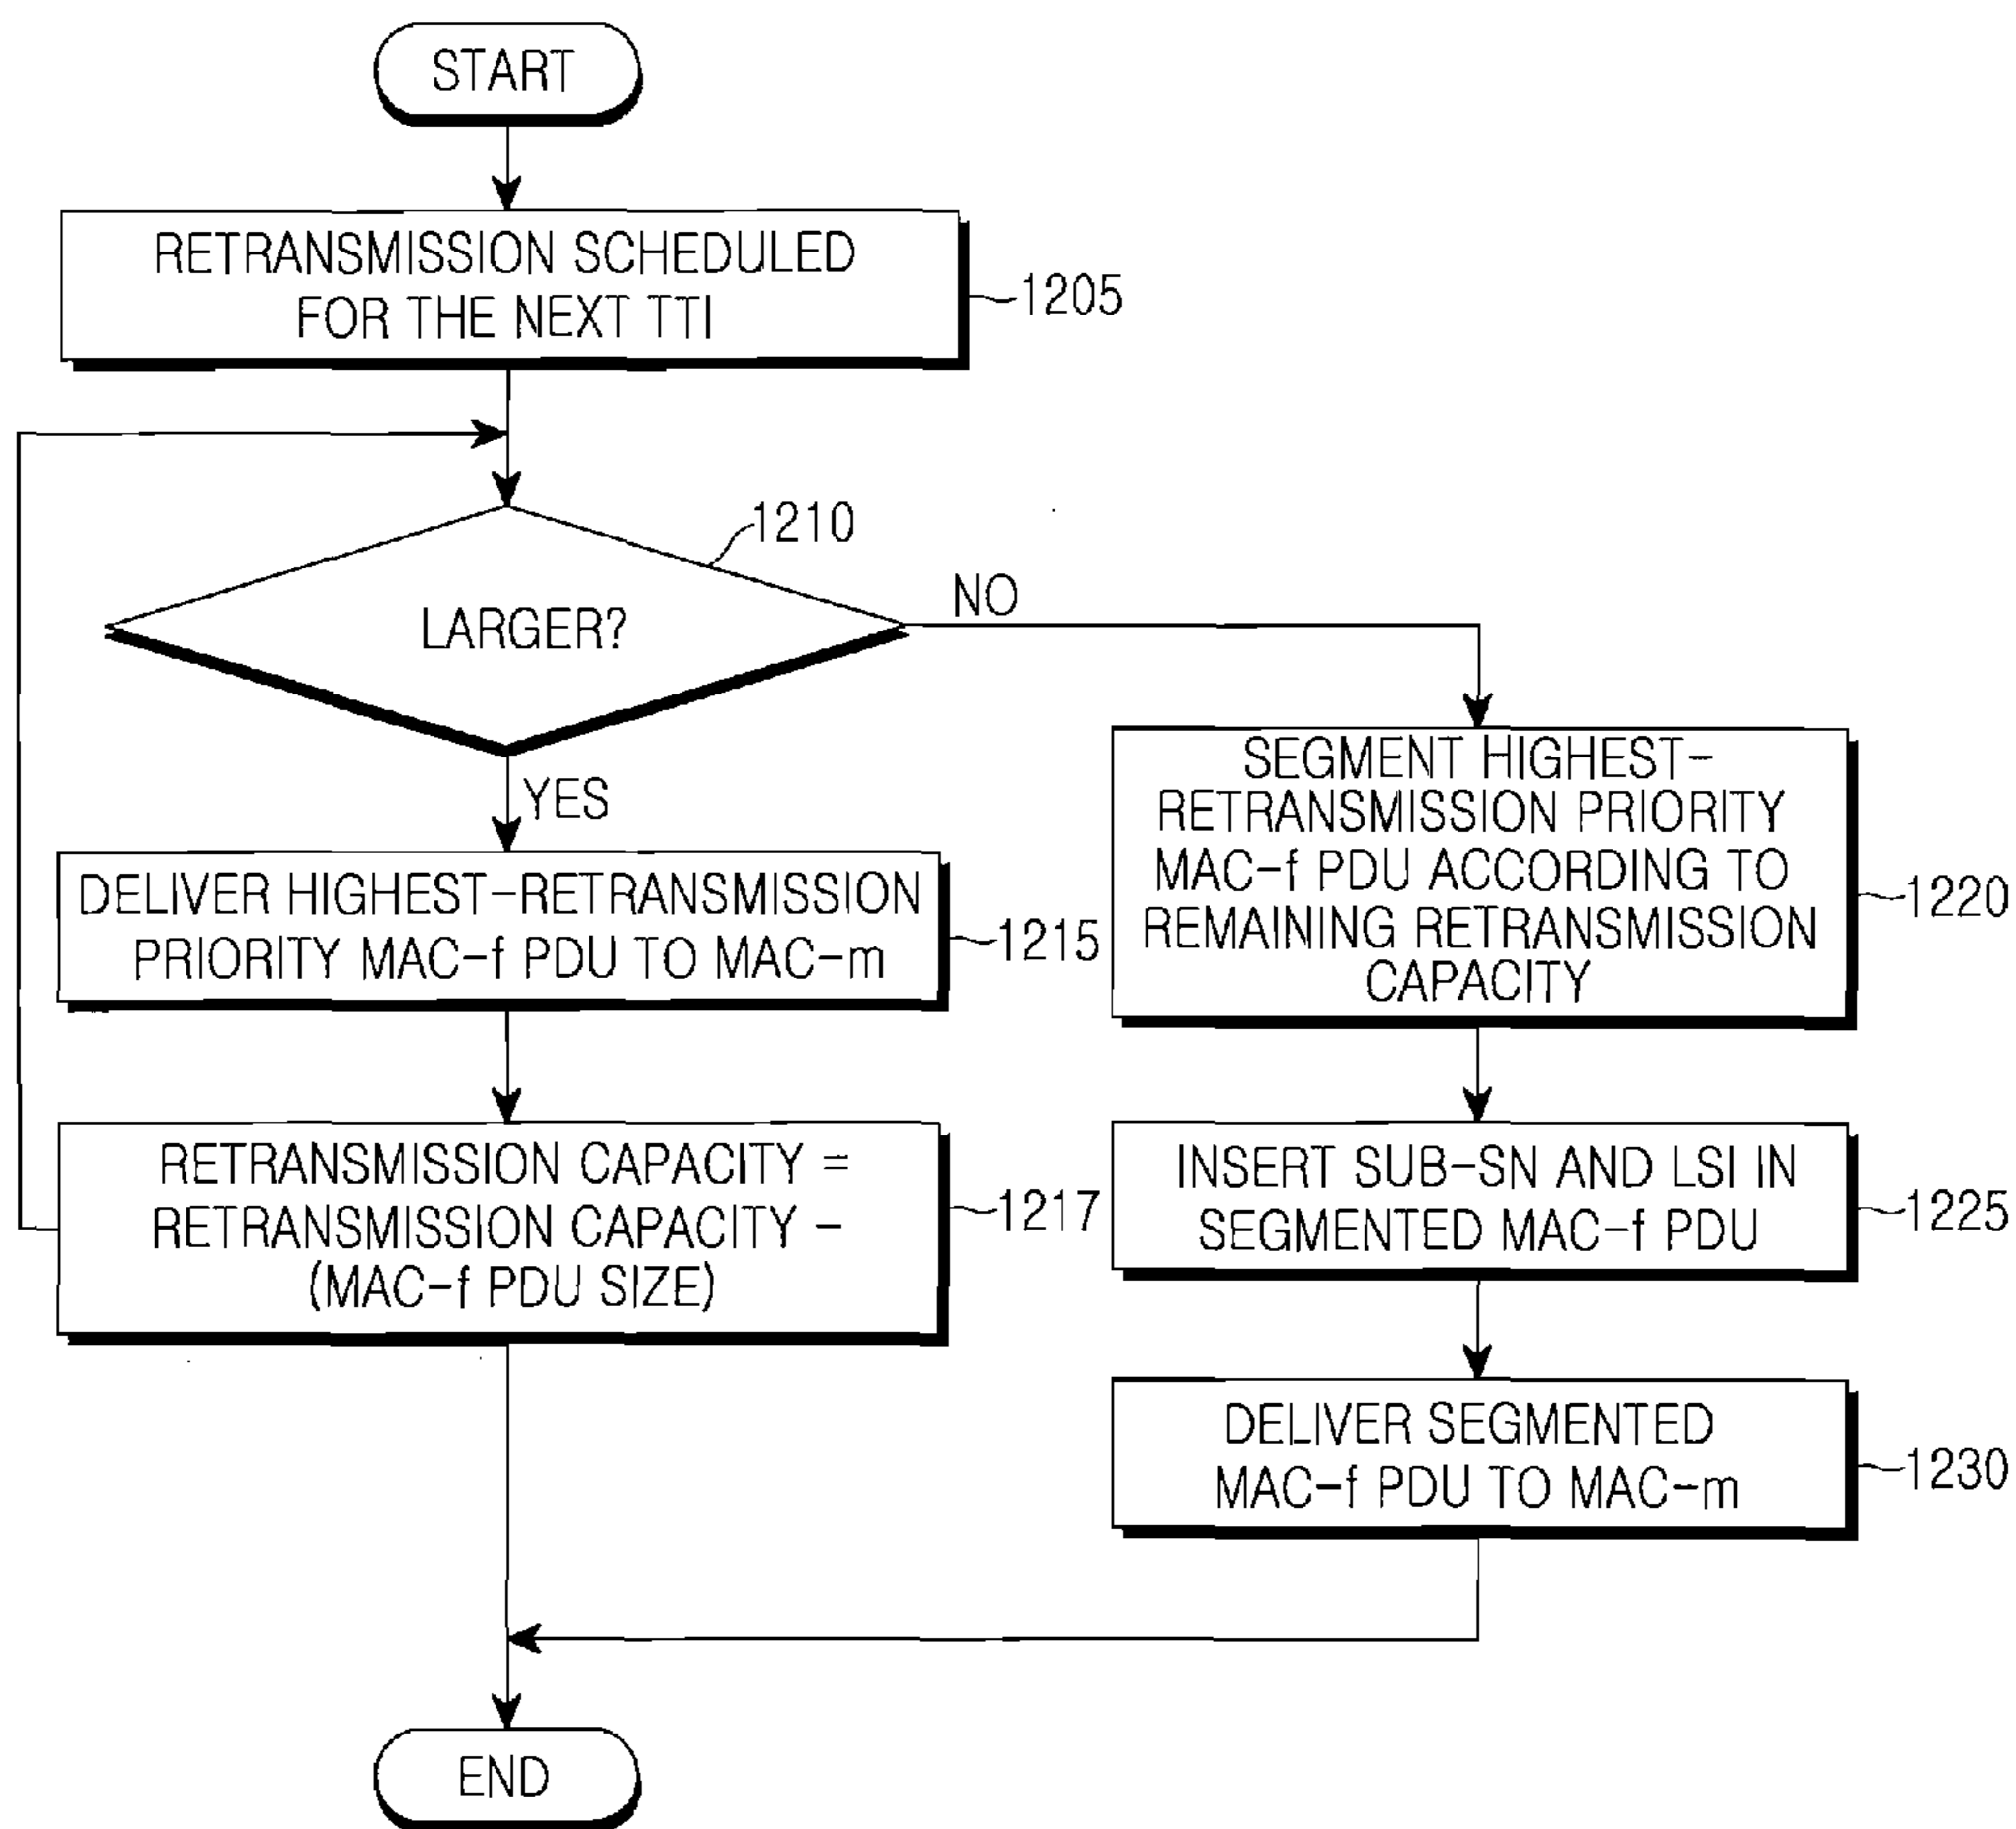 START
RETRANSMISSION SCHEDULED
FOR THE NEXT TTI
1205
1210
LARGER?
NO
YES
DELIVER HIGHEST-RETRANSMISSION
PRIORITY MAC-f PDU TO MAC-m
1215
RETRANSMISSION CAPACITY =
RETRANSMISSION CAPACITY -
(MAC-f PDU SIZE)
1217
SEGMENT HIGHEST-
RETRANSMISSION PRIORITY
MAC-f PDU ACCORDING TO
REMAINING RETRANSMISSION
CAPACITY
1220
INSERT SUB-SN AND LSI IN
SEGMENTED MAC-f PDU
1225
DELIVER SEGMENTED
MAC-f PDU TO MAC-m
1230
END